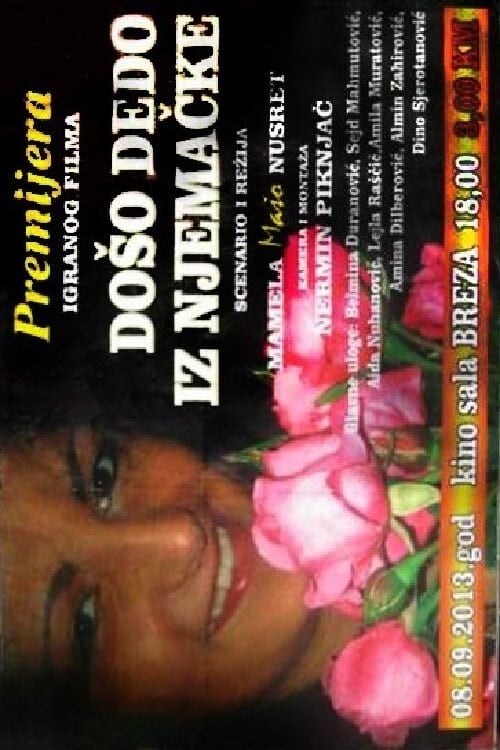 Premijera
IGRANOG FILMA
DOŠO DEDO
IZ NJEMAČKE
SCENARIO I REŽIJA
MAMELA Mašo NUSRET
KAMERA I MONTAŽA
NERMIN PIKNJAČ
Glavne uloge: Belmina Duranović, Sejd Mahmutović,
Aida Nuhanović, Lejla Raščić, Amila Muratović,
Amina Dilberović, Almin Zahirović,
Dino Sjerotanović
08.09.2013.god kino sala BREZA 18,00 3,00 KM